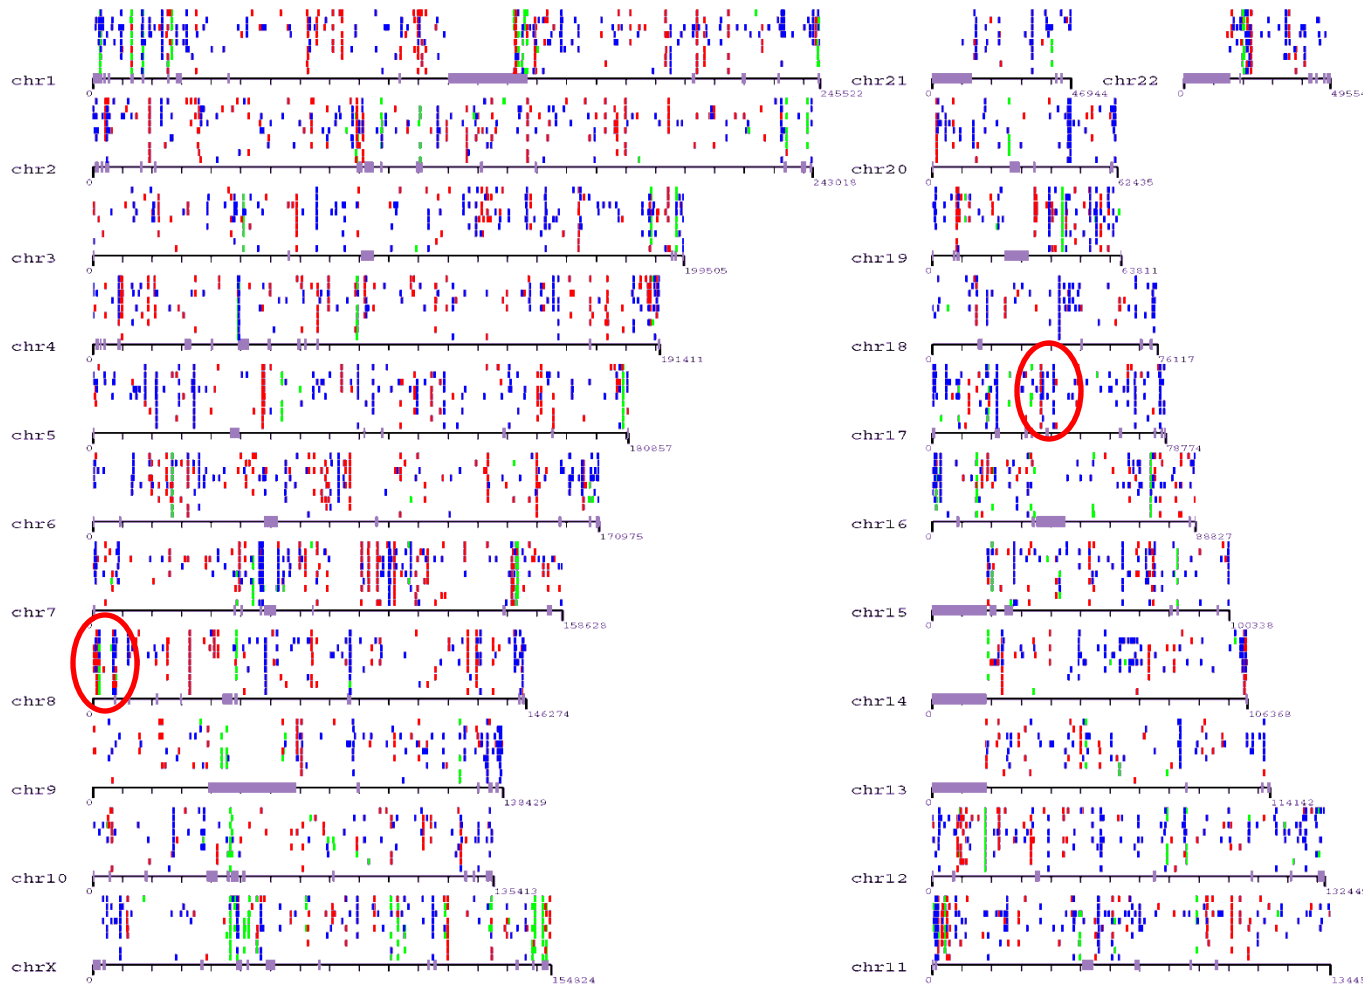 chr1 0 245522
chr21 0 46944
chr22 0 49554
chr2 0 243018
chr20 0 62435
chr3 0 199505
chr19 0 63811
chr4 0 191411
chr18 0 76117
chr5 0 180857
chr17 0 78774
chr6 0 170975
chr16 0 88827
chr7 0 158628
chr15 0 100338
chr8 0 146274
chr14 0 106368
chr9 0 138429
chr13 0 114142
chr10 0 135413
chr12 0 132449
chrX 0 154824
chr11 0 13445